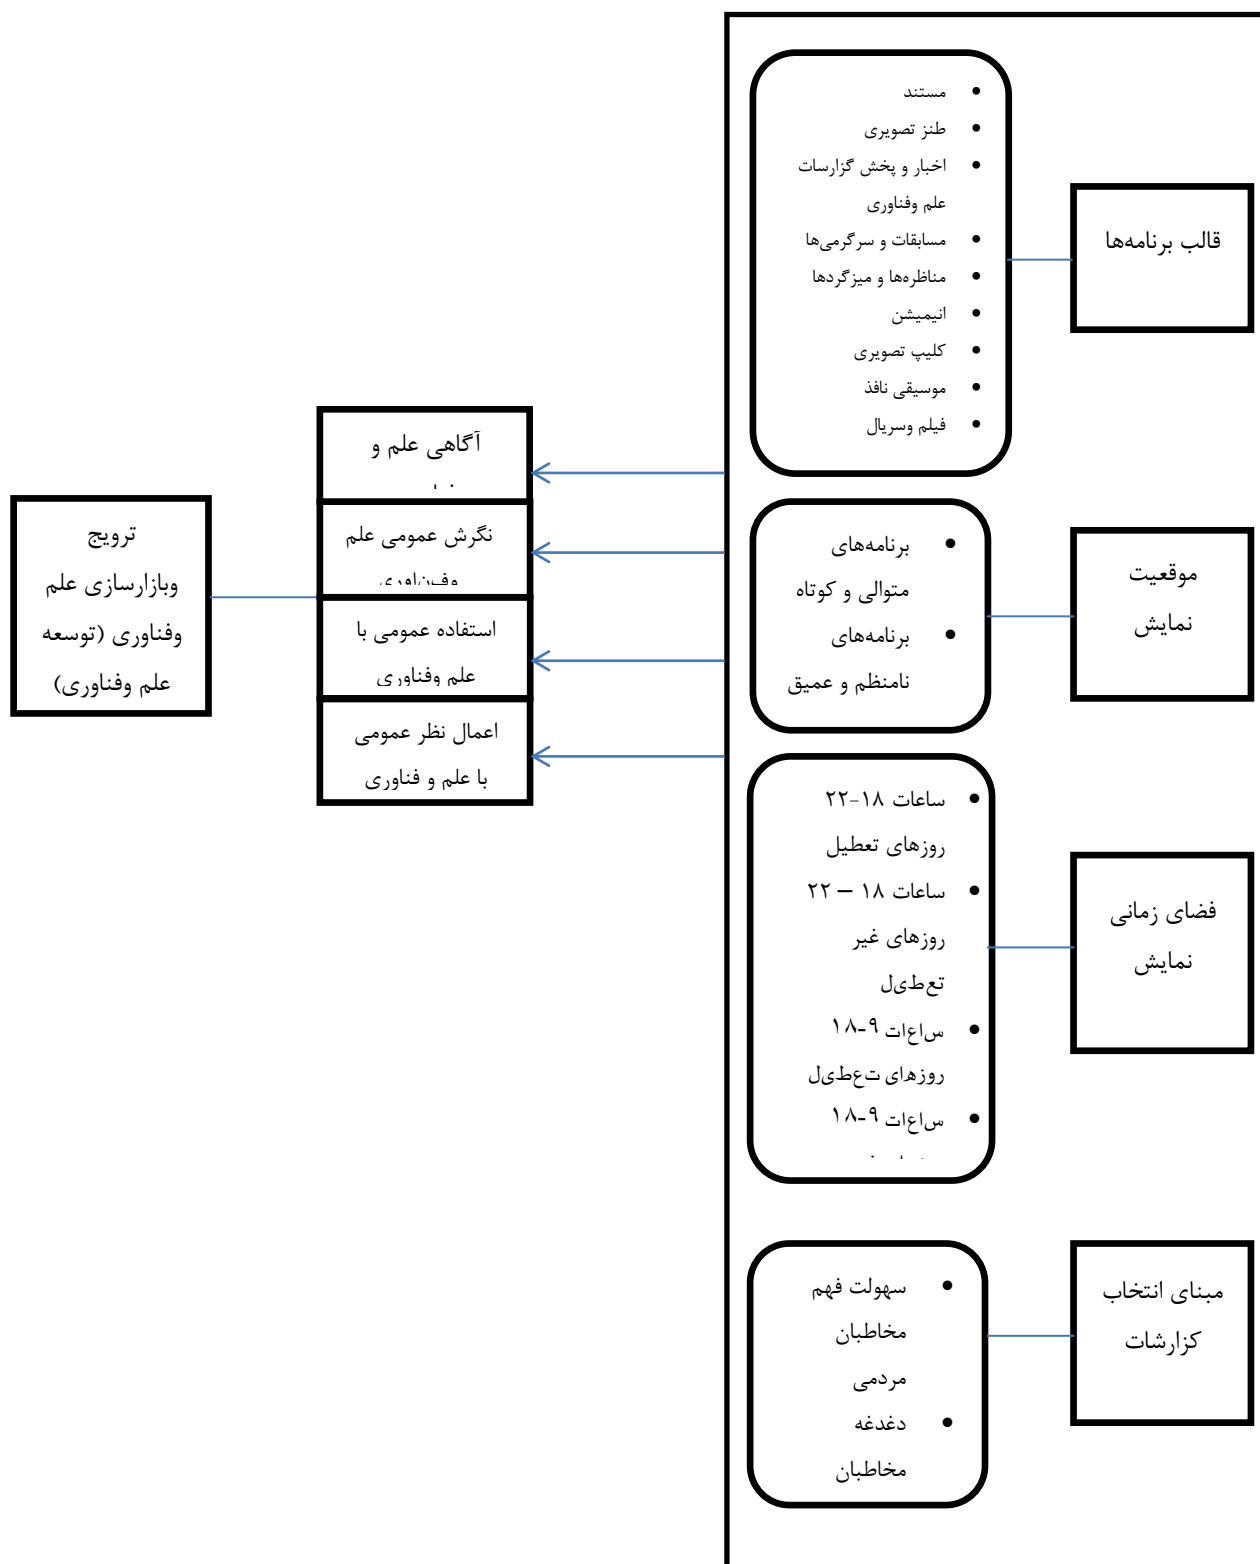 قالب برنامه‌ها
مستند
طنز تصویری
اخبار و پخش گزارسات
علم وفناوری
مسابقات و سرگرمی‌ها
مناظره‌ها و میزگردها
انیمیشن
کلیپ تصویری
موسیقی نافذ
فیلم وسریال
موقعیت
نمایش
برنامه‌های
متوالی و کوتاه
برنامه‌های
نامنظم و عمیق
فضای زمانی
نمایش
ساعات ۱۸-۲۲
روزهای تعطیل
ساعات ۱۸ – ۲۲
روزهای غیر
تعطیل
ساعات ۹-۱۸
روزهای تعطیل
ساعات ۹-۱۸
مبنای انتخاب
کزارشات
سهولت فهم
مخاطبان
مردمی
دغدغه
مخاطبان
آگاهی علم و
نگرش عمومی علم
وفناوری
استفاده عمومی با
علم وفناوری
اعمال نظر عمومی
با علم و فناوری
ترویج
وبازارسازی علم
وفناوری (توسعه
علم وفناوری)